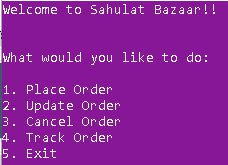 Welcome to Sahulat Bazaar!!
What would you like to do:
1. Place Order
2. Update Order
3. Cancel Order
4. Track Order
5. Exit